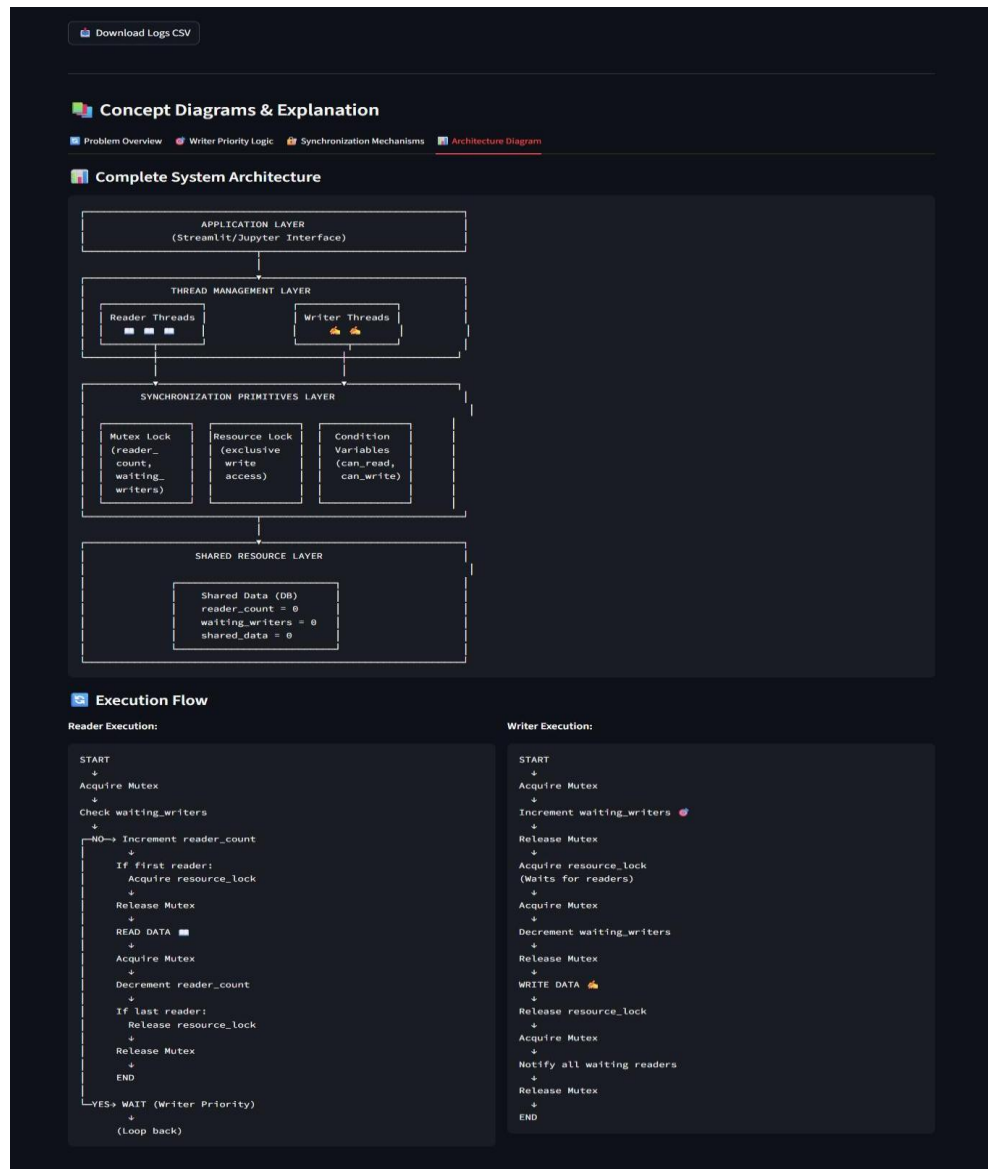 Download Logs CSV
Concept Diagrams & Explanation
Problem Overview Writer Priority Logic Synchronization Mechanisms Architecture Diagram
Complete System Architecture
APPLICATION LAYER
(Streamlit/Jupyter Interface)
THREAD MANAGEMENT LAYER
Reader Threads Writer Threads
SYNCHRONIZATION PRIMITIVES LAYER
Mutex Lock Resource Lock Condition
(reader_ (exclusive Variables
count, write (can_read,
waiting_ access) can_write)
writers)
SHARED RESOURCE LAYER
Shared Data (DB)
reader_count = 0
waiting_writers = 0
shared_data = 0
Execution Flow
Reader Execution:
START
↓
Acquire Mutex
↓
Check waiting_writers
↓
NO→ Increment reader_count
↓
If first reader:
Acquire resource_lock
↓
Release Mutex
↓
READ DATA 📖
↓
Acquire Mutex
↓
Decrement reader_count
↓
If last reader:
Release resource_lock
↓
Release Mutex
↓
END
YES→ WAIT (Writer Priority)
↓
(Loop back)
Writer Execution:
START
↓
Acquire Mutex
↓
Increment waiting_writers 🎯
↓
Release Mutex
↓
Acquire resource_lock
(Waits for readers)
↓
Acquire Mutex
↓
Decrement waiting_writers
↓
Release Mutex
↓
WRITE DATA ✍️
↓
Release resource_lock
↓
Acquire Mutex
↓
Notify all waiting readers
↓
Release Mutex
↓
END